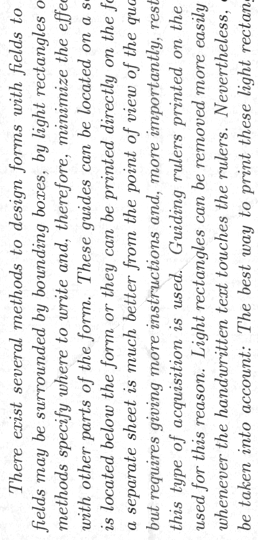 There exist several methods to design forms with fields to
fields may be surrounded by bounding boxes, by light rectangles o
methods specify where to write and, therefore, minimize the effec
with other parts of the form. These guides can be located on a s
is located below the form or they can be printed directly on the f
a separate sheet is much better from the point of view of the qua
but requires giving more instructions and, more importantly, rest
this type of acquisition is used. Guiding rulers printed on the
used for this reason. Light rectangles can be removed more easily
whenever the handwritten text touches the rulers. Nevertheless,
be taken into account: The best way to print these light rectang